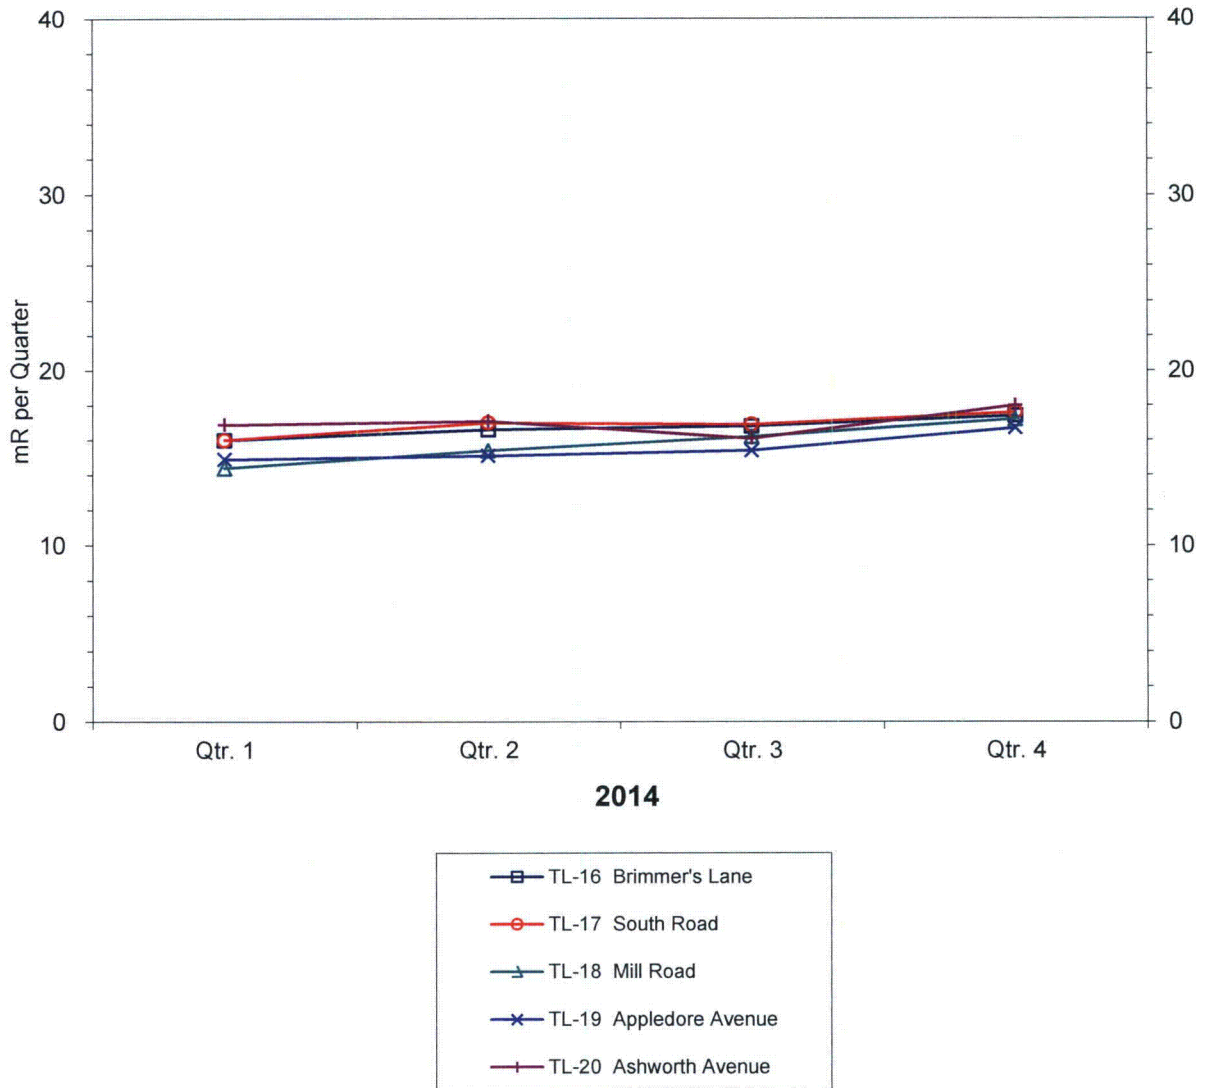 40
30
20
10
0
mR per Quarter
40
30
20
10
0
Qtr. 1 Qtr. 2 Qtr. 3 Qtr. 4
2014
TL-16 Brimmer's Lane
TL-17 South Road
TL-18 Mill Road
TL-19 Appledore Avenue
TL-20 Ashworth Avenue